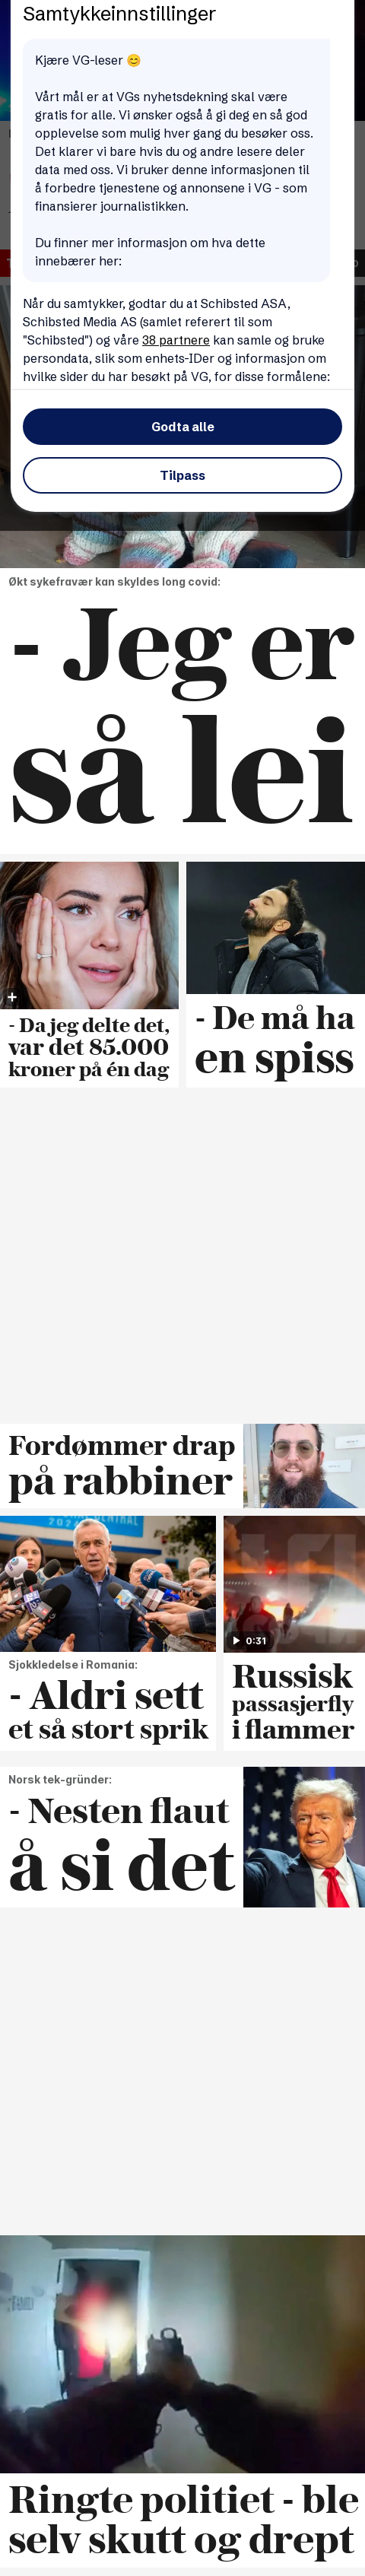 Samtykkeinnstillinger
Kjære VG-leser 😊
Vårt mål er at VGs nyhetsdekning skal være
gratis for alle. Vi ønsker også å gi deg en så god
opplevelse som mulig hver gang du besøker oss.
Det klarer vi bare hvis du og andre lesere deler
data med oss. Vi bruker denne informasjonen til
å forbedre tjenestene og annonsene i VG - som
finansierer journalistikken.
Du finner mer informasjon om hva dette
innebærer her:
Når du samtykker, godtar du at Schibsted ASA,
Schibsted Media AS (samlet referert til som
"Schibsted") og våre 38 partnere kan samle og bruke
persondata, slik som enhets-IDer og informasjon om
hvilke sider du har besøkt på VG, for disse formålene:
Godta alle
Tilpass
Økt sykefravær kan skyldes long covid:
- Jeg er
så lei
- Da jeg delte det,
var det 85.000
kroner på én dag
- De må ha
en spiss
Fordømmer drap
på rabbiner
0:31
Sjokkledelse i Romania:
- Aldri sett
et så stort sprik
Russisk
passasjerfly
i flammer
Norsk tek-gründer:
- Nesten flaut
å si det
Ringte politiet - ble
selv skutt og drept